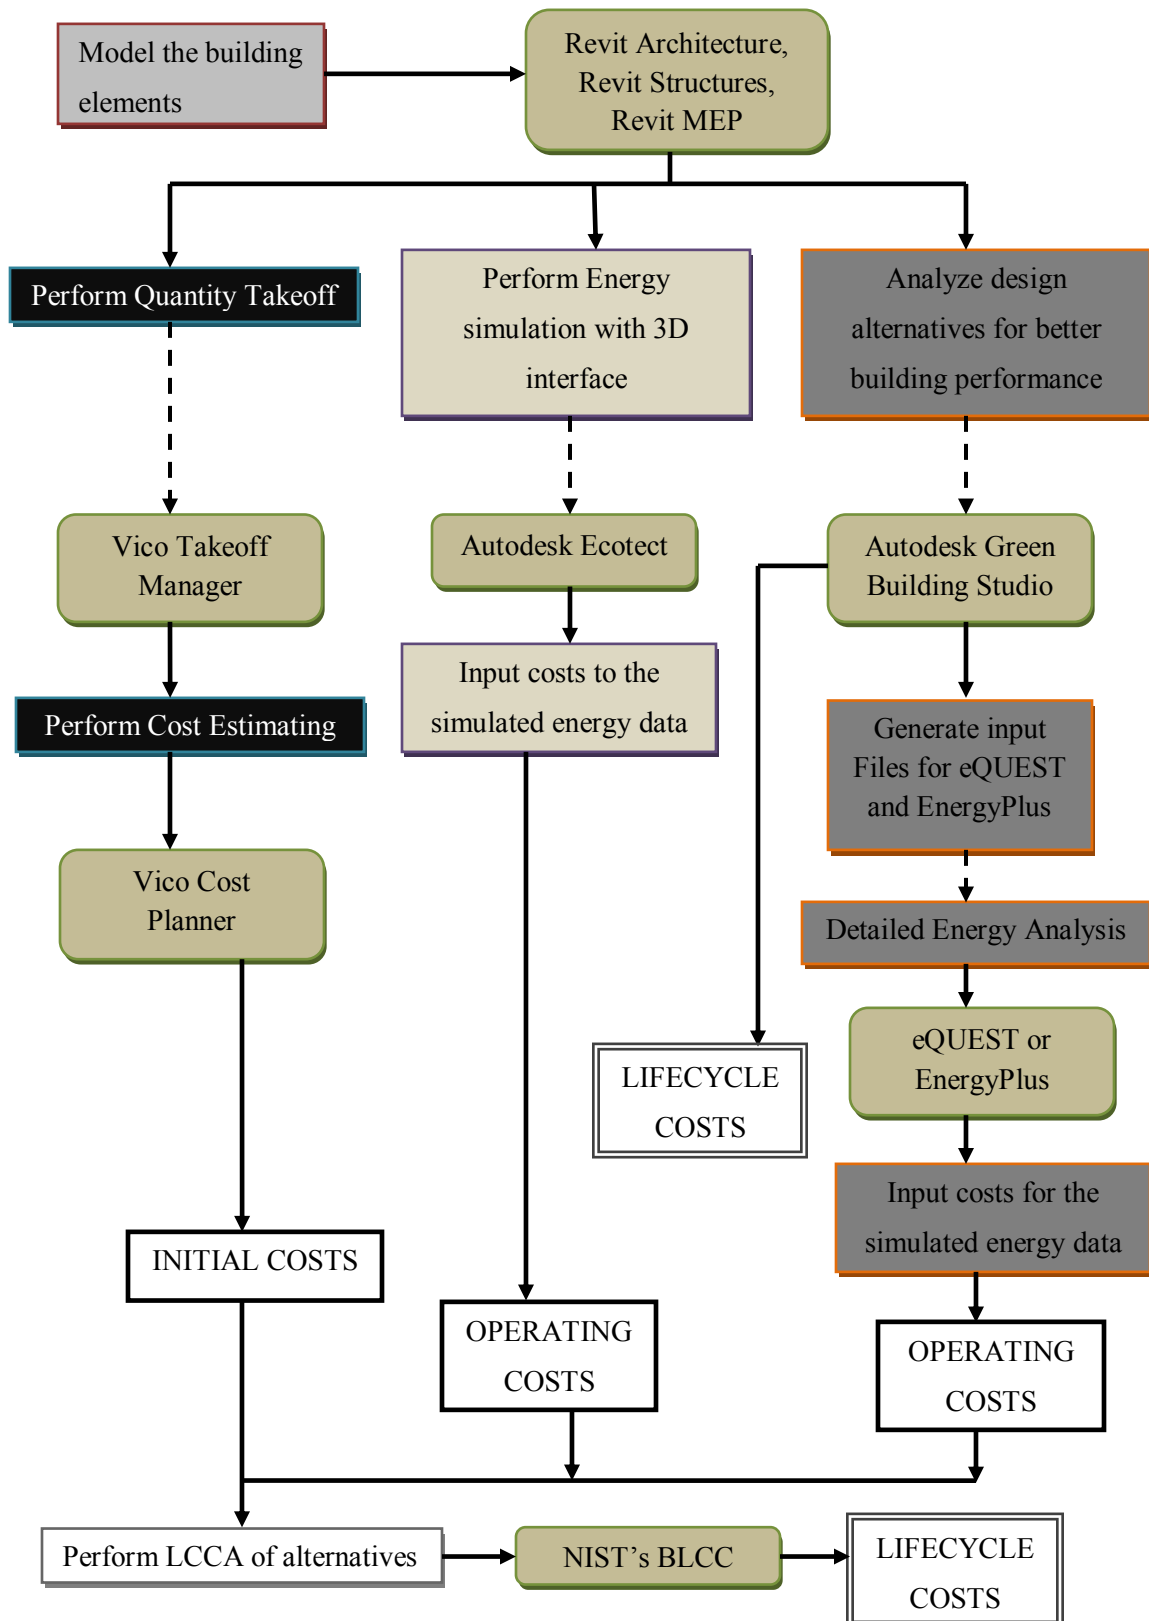 Model the building
elements
Revit Architecture,
Revit Structures,
Revit MEP
Perform Quantity Takeoff
Perform Energy
simulation with 3D
interface
Analyze design
alternatives for better
building performance
Vico Takeoff
Manager
Autodesk Ecotect
Autodesk Green
Building Studio
Input costs to the
simulated energy data
Perform Cost Estimating
Generate input
Files for eQUEST
and EnergyPlus
Vico Cost
Planner
Detailed Energy Analysis
eQUEST or
EnergyPlus
LIFECYCLE
COSTS
Input costs for the
simulated energy data
INITIAL COSTS
OPERATING
COSTS
OPERATING
COSTS
Perform LCCA of alternatives
NIST’s BLCC
LIFECYCLE
COSTS